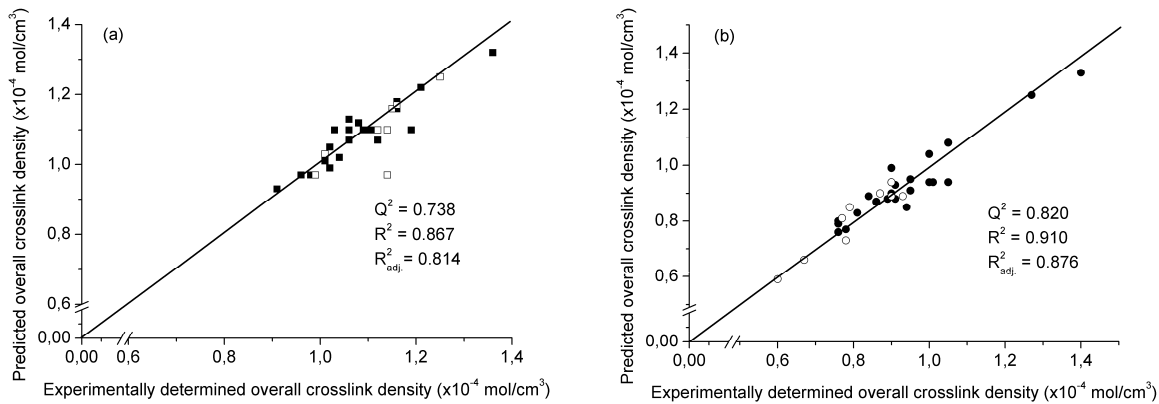 (a)
Predicted overall crosslink density (x10⁻⁴ mol/cm³)
1,4
1,2
1,0
0,8
0,6
0,00
Q² = 0.738
R² = 0.867
R²adj. = 0.814
0,00 0,6 0,8 1,0 1,2 1,4
Experimentally determined overall crosslink density (x10⁻⁴ mol/cm³)
(b)
Predicted overall crosslink density (x10⁻⁴ mol/cm³)
1,4
1,2
1,0
0,8
0,6
0,00
Q² = 0.820
R² = 0.910
R²adj. = 0.876
0,00 0,6 0,8 1,0 1,2 1,4
Experimentally determined overall crosslink density (x10⁻⁴ mol/cm³)